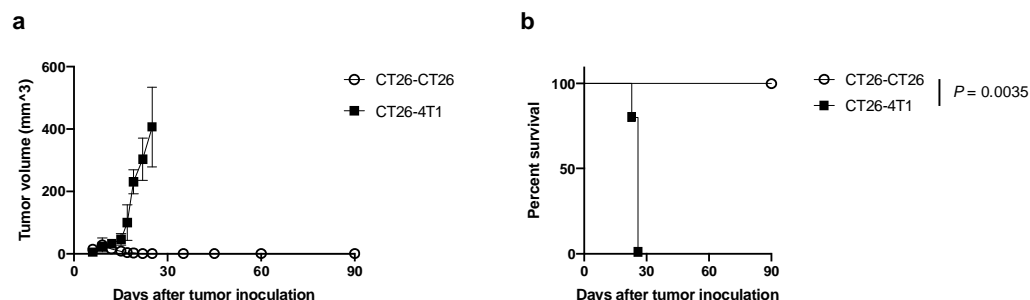 a
600
400
200
0
0
30
60
90
Tumor volume (mm^3)
Days after tumor inoculation
CT26-CT26
CT26-4T1
b
100
50
0
0
30
60
90
Percent survival
Days after tumor inoculation
CT26-CT26
CT26-4T1
P = 0.0035